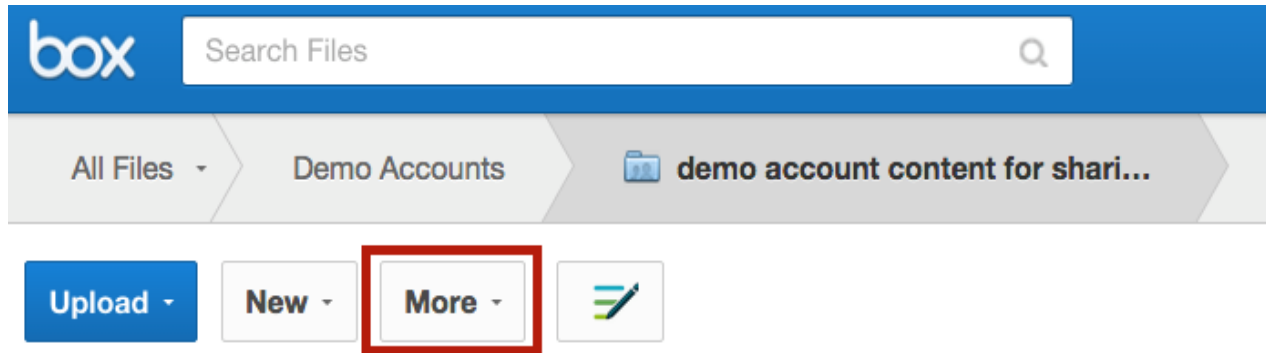 box Search Files
All Files Demo Accounts demo account content for shari...
Upload New More